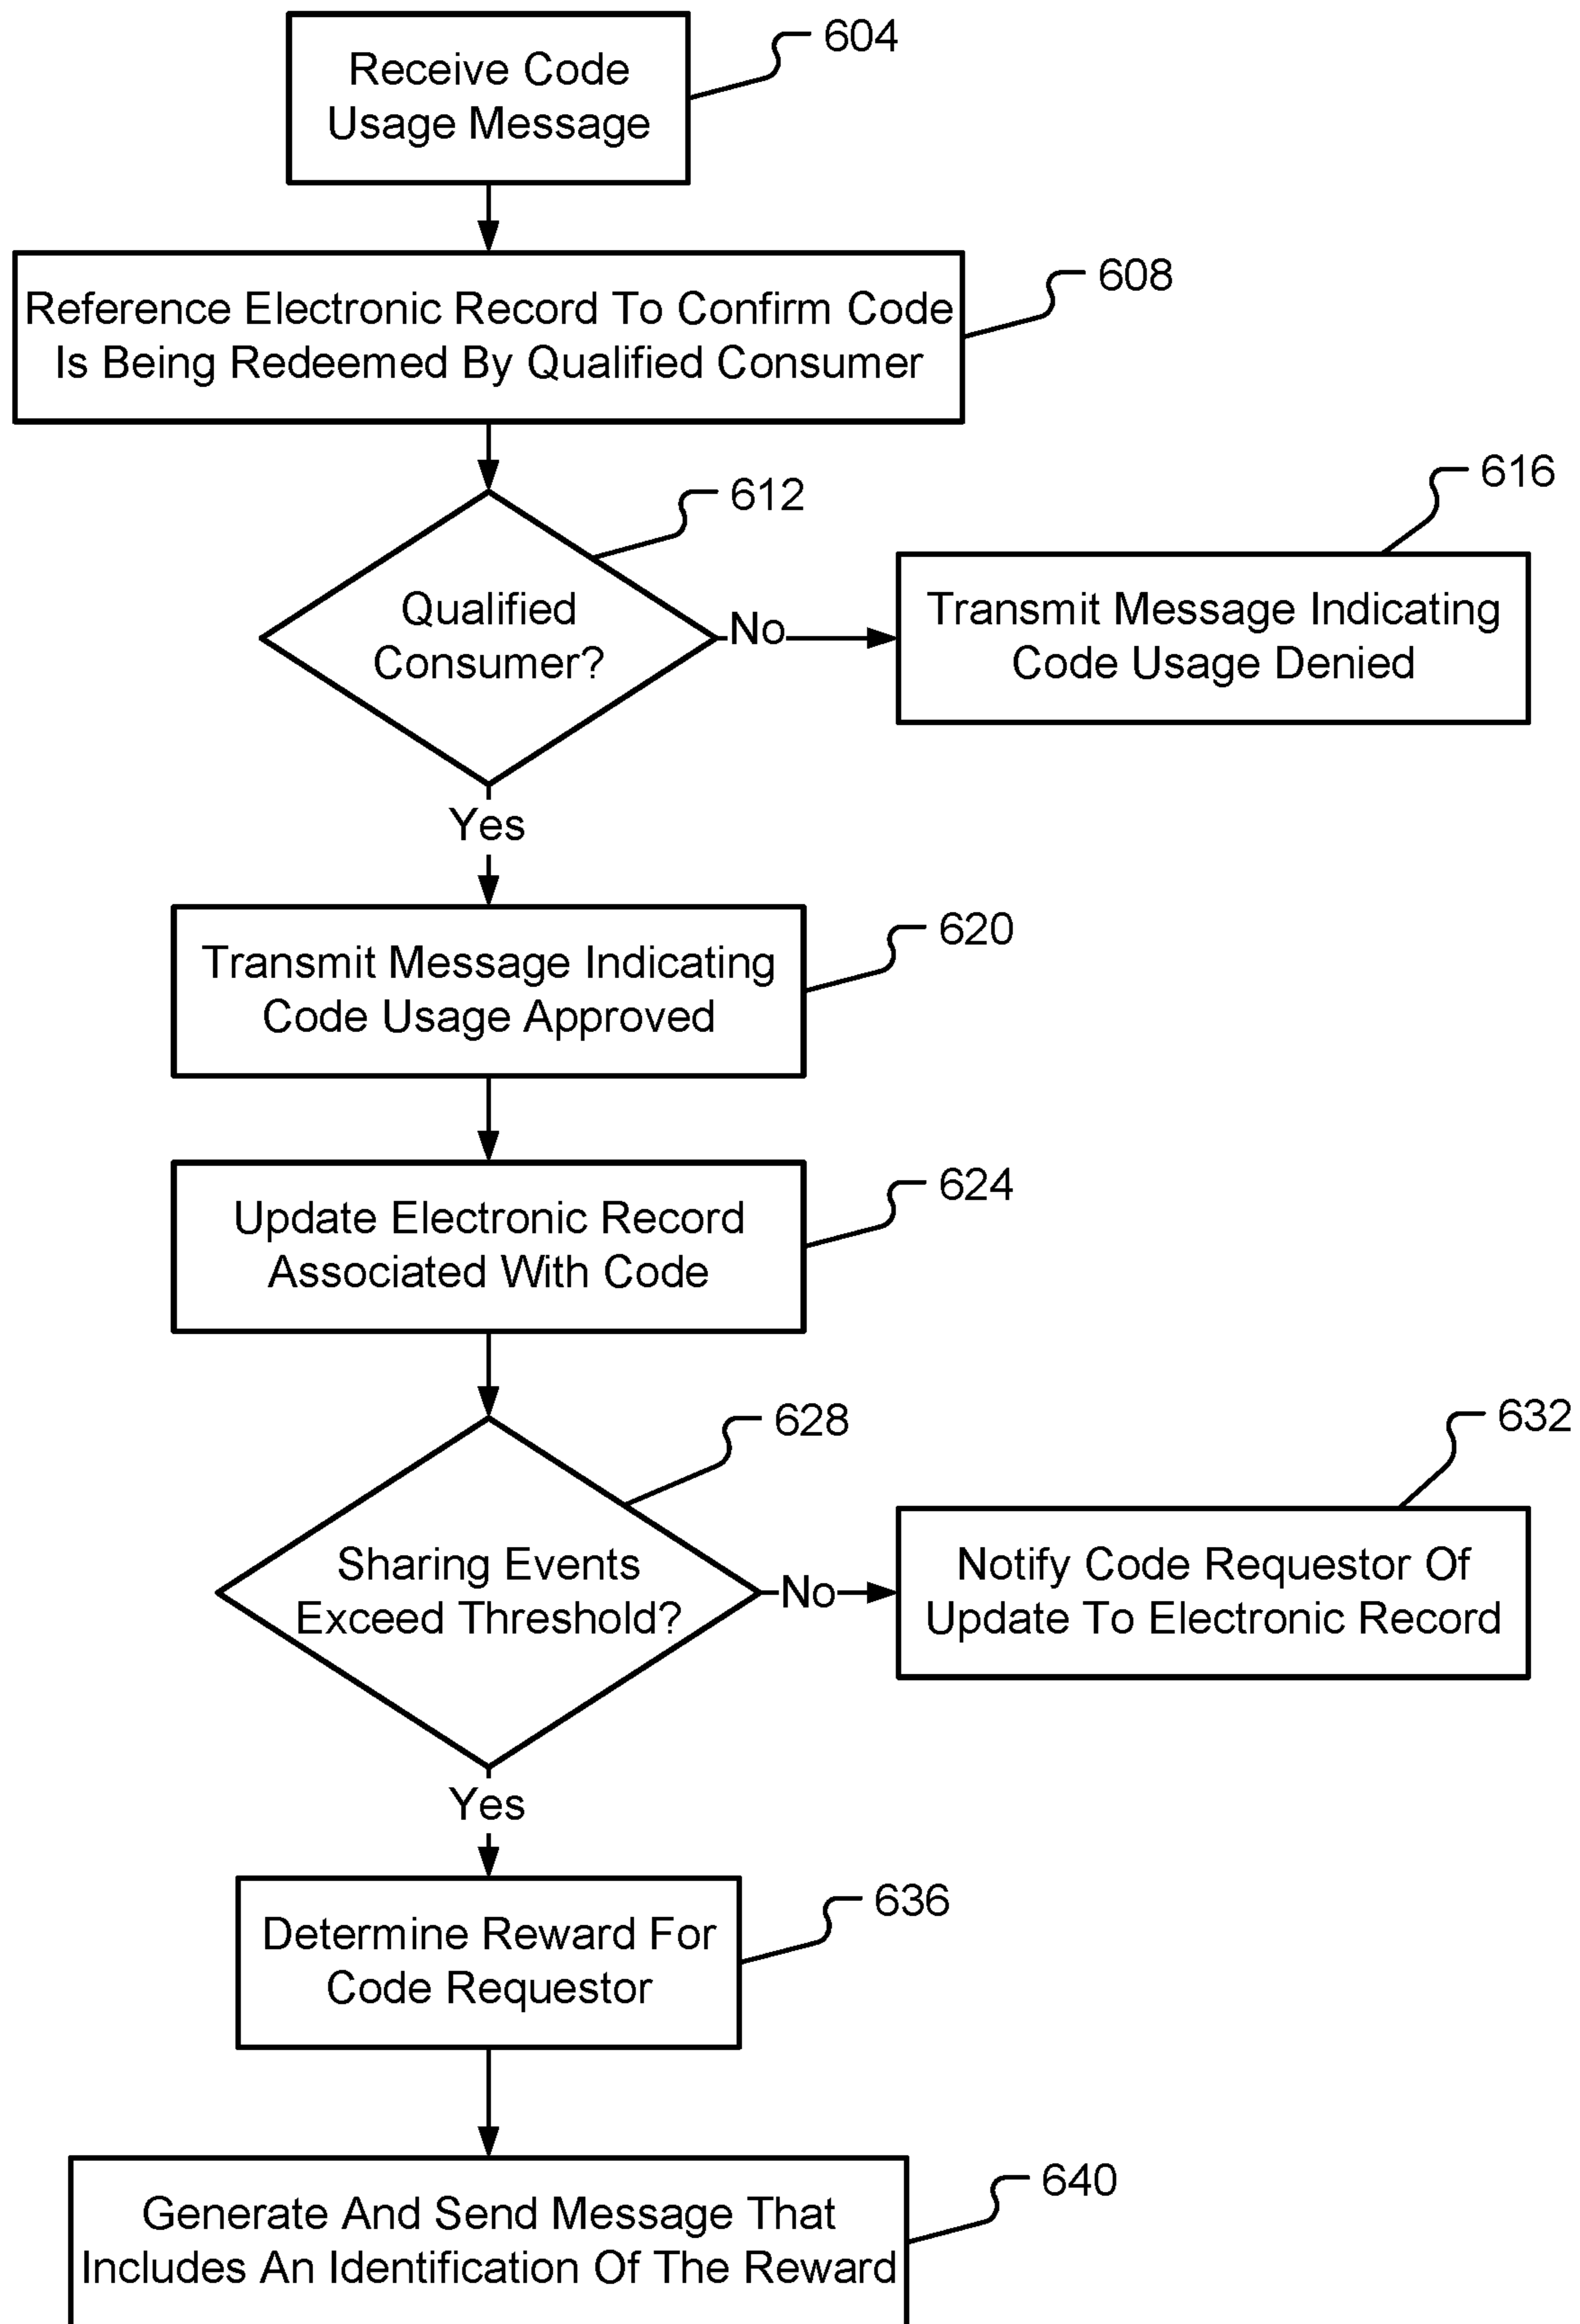 604
Receive Code
Usage Message
608
Reference Electronic Record To Confirm Code
Is Being Redeemed By Qualified Consumer
612
616
Qualified
Consumer?
No
Transmit Message Indicating
Code Usage Denied
Yes
620
Transmit Message Indicating
Code Usage Approved
624
Update Electronic Record
Associated With Code
628
632
Sharing Events
Exceed Threshold?
No
Notify Code Requestor Of
Update To Electronic Record
Yes
636
Determine Reward For
Code Requestor
640
Generate And Send Message That
Includes An Identification Of The Reward